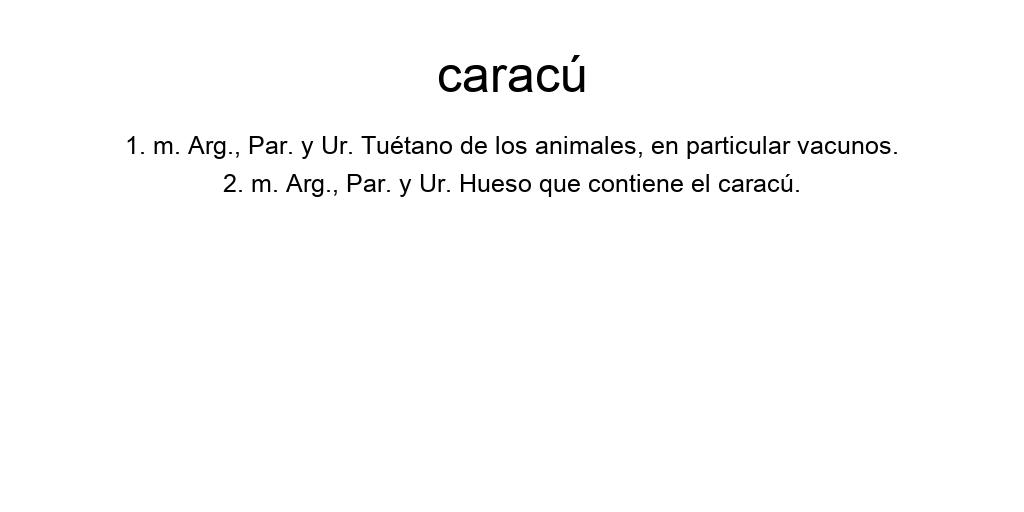 caracú
1. m. Arg., Par. y Ur. Tuétano de los animales, en particular vacunos.
2. m. Arg., Par. y Ur. Hueso que contiene el caracú.